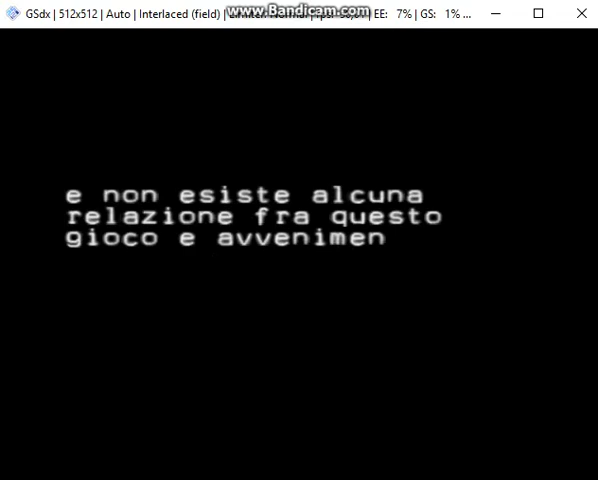 GSdx | 512x512 | Auto | Interlaced (field) |
www.Bandicam.com
EE: 7% | GS: 1% ...
e non esiste alcuna
relazione fra questo
gioco e avvenimen